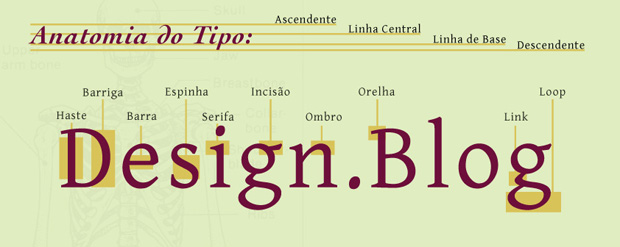 Anatomia do Tipo:
Ascendente
Linha Central
Linha de Base
Descendente
Barriga Espinha Incisão Orelha Loop
Haste Barra Serifa Ombro Link
Design.Blog